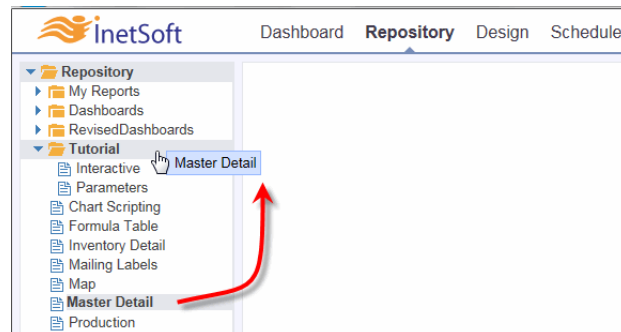 InetSoft
Dashboard Repository Design Schedule
Repository
My Reports
Dashboards
RevisedDashboards
Tutorial
Master Detail
Interactive
Parameters
Chart Scripting
Formula Table
Inventory Detail
Mailing Labels
Map
Master Detail
Production